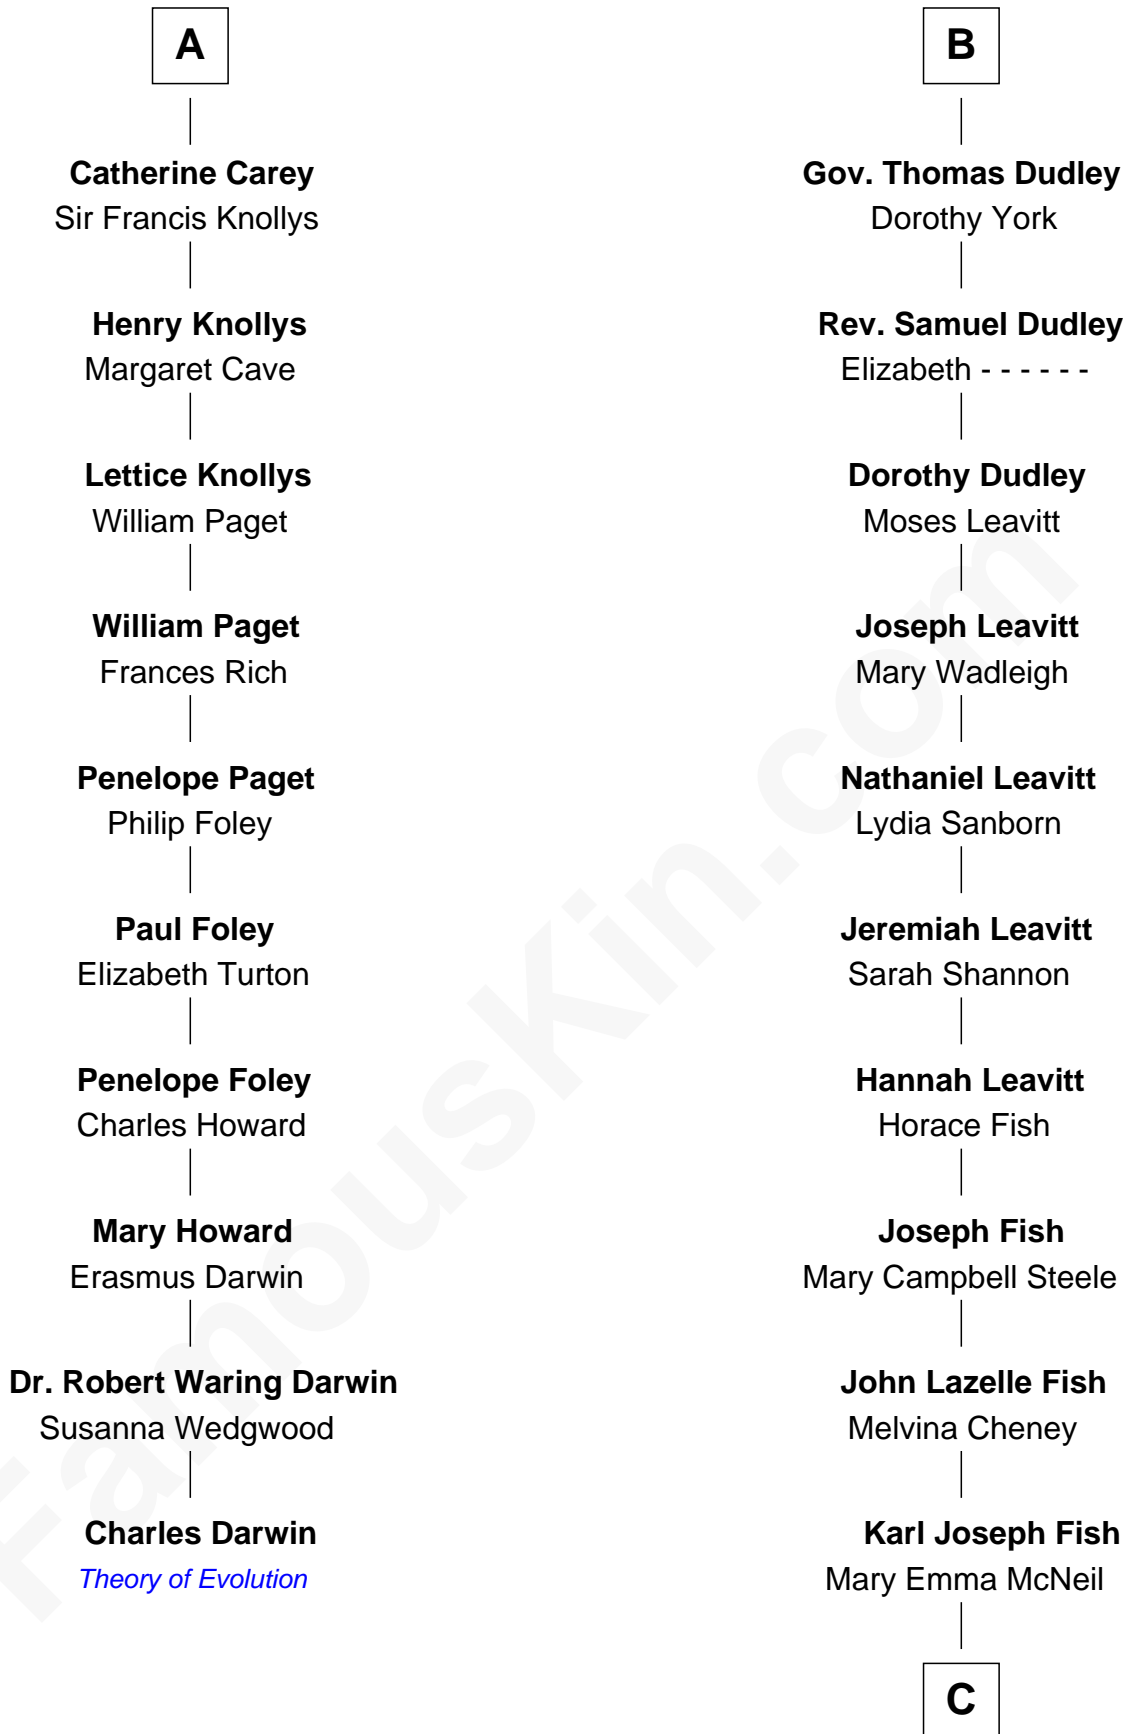 A
Catherine Carey
Sir Francis Knollys
Henry Knollys
Margaret Cave
Lettice Knollys
William Paget
William Paget
Frances Rich
Penelope Paget
Philip Foley
Paul Foley
Elizabeth Turton
Penelope Foley
Charles Howard
Mary Howard
Erasmus Darwin
Dr. Robert Waring Darwin
Susanna Wedgwood
Charles Darwin
Theory of Evolution
B
Gov. Thomas Dudley
Dorothy York
Rev. Samuel Dudley
Elizabeth - - - - - -
Dorothy Dudley
Moses Leavitt
Joseph Leavitt
Mary Wadleigh
Nathaniel Leavitt
Lydia Sanborn
Jeremiah Leavitt
Sarah Shannon
Hannah Leavitt
Horace Fish
Joseph Fish
Mary Campbell Steele
John Lazelle Fish
Melvina Cheney
Karl Joseph Fish
Mary Emma McNeil
C
FamousKin.com